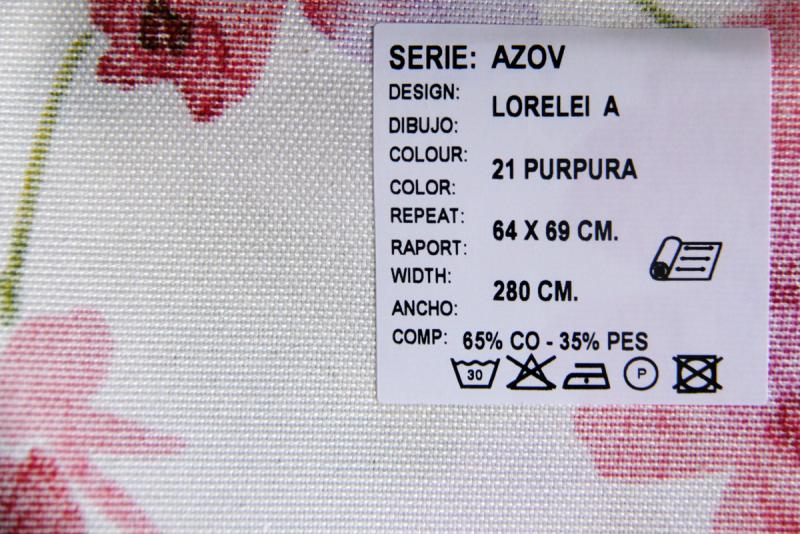 SERIE: AZOV
DESIGN:
LORELEI A
DIBUJO:
COLOUR:
21 PURPURA
COLOR:
REPEAT:
64 X 69 CM.
RAPORT:
WIDTH:
280 CM.
ANCHO:
COMP: 65% CO - 35% PES
30 P